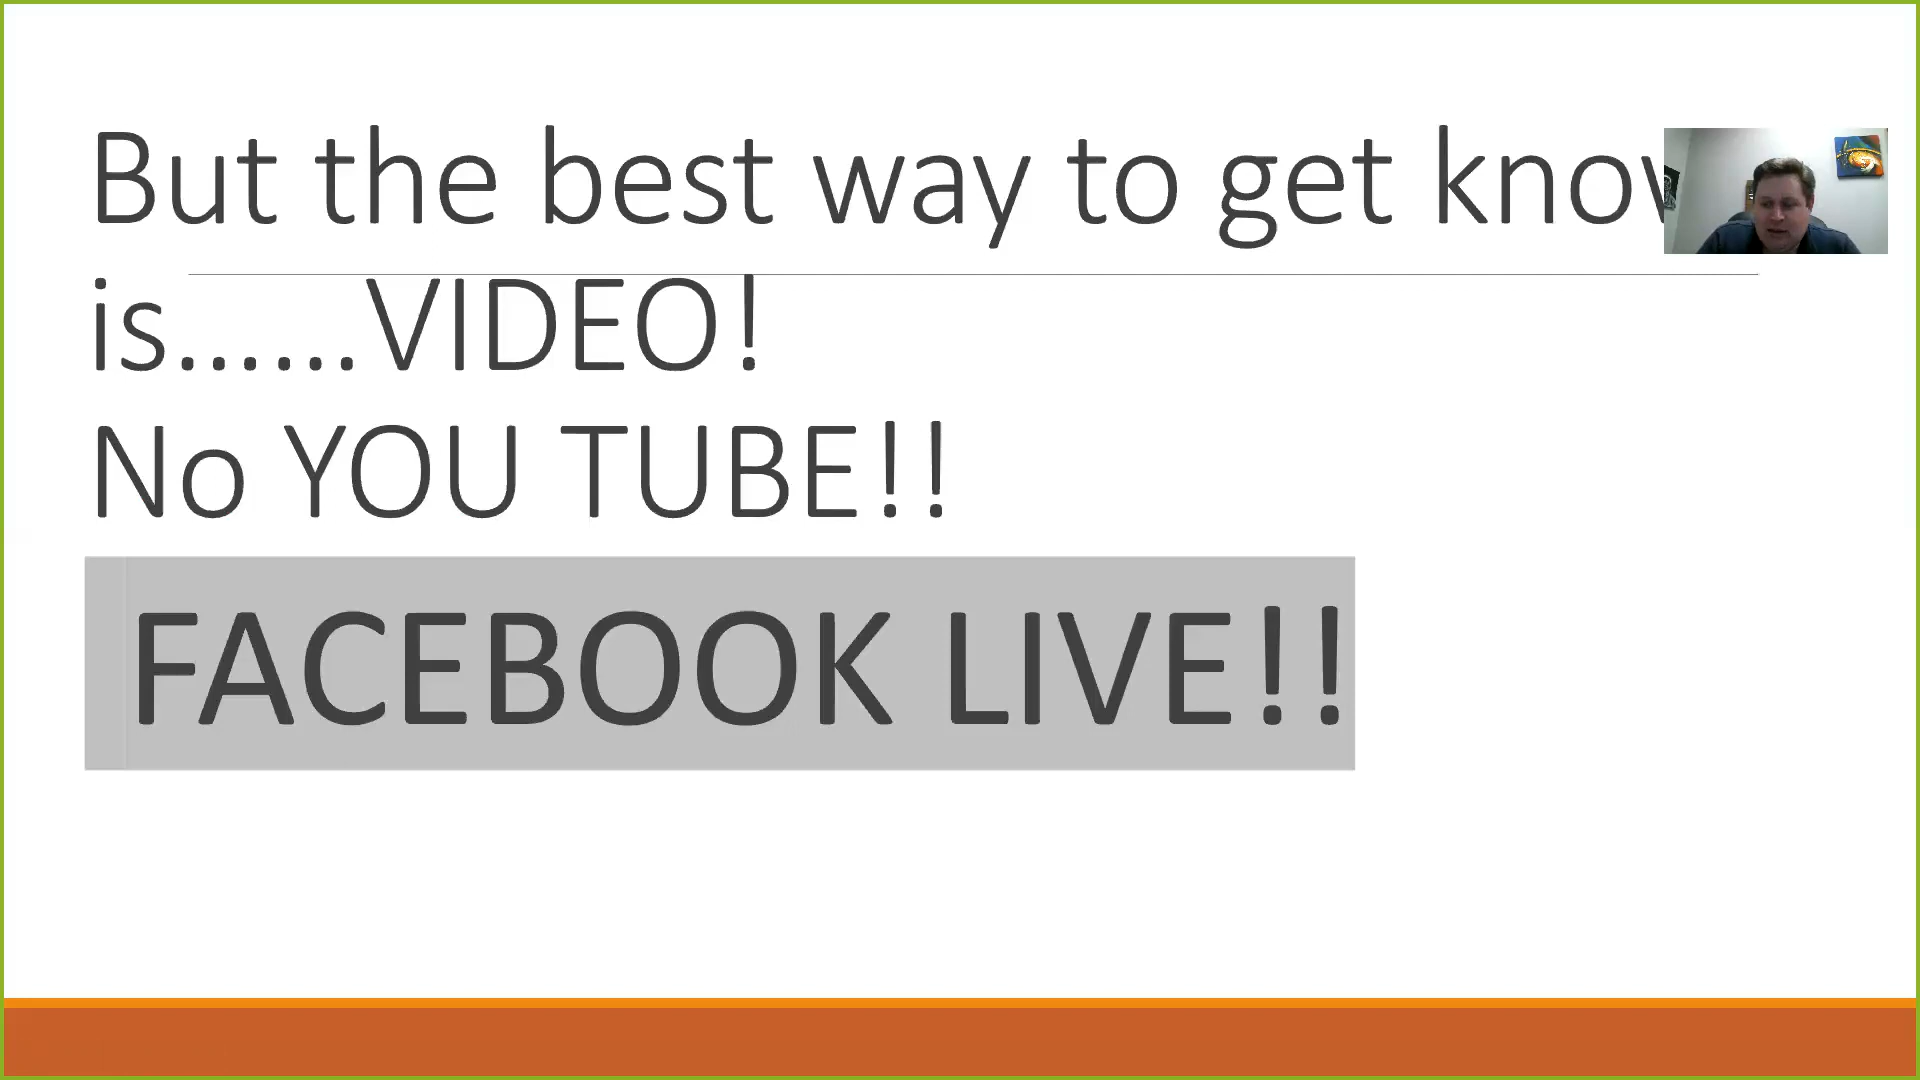 But the best way to get
is......VIDEO!
No YOU TUBE!!
FACEBOOK LIVE!!